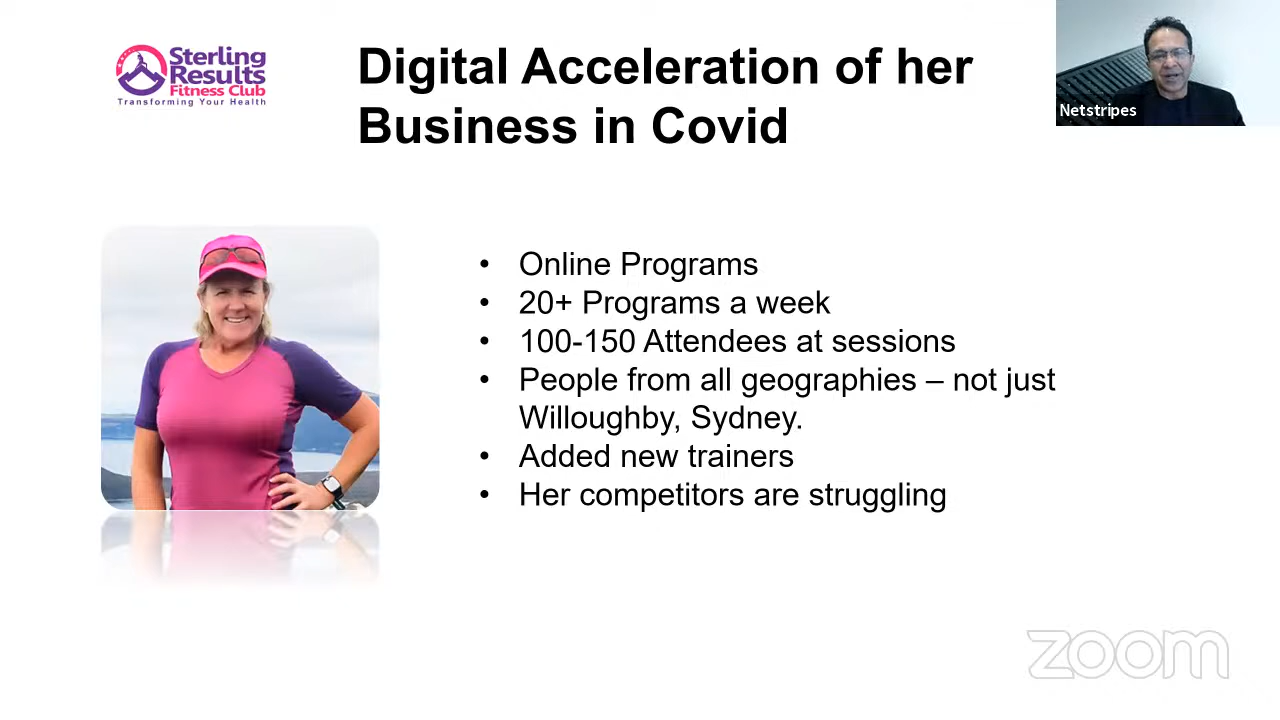 Sterling
Results
Fitness Club
Transforming Your Health
Digital Acceleration of her
Business in Covid
Netstripes
• Online Programs
• 20+ Programs a week
• 100-150 Attendees at sessions
• People from all geographies – not just
Willoughby, Sydney.
• Added new trainers
• Her competitors are struggling
zoom